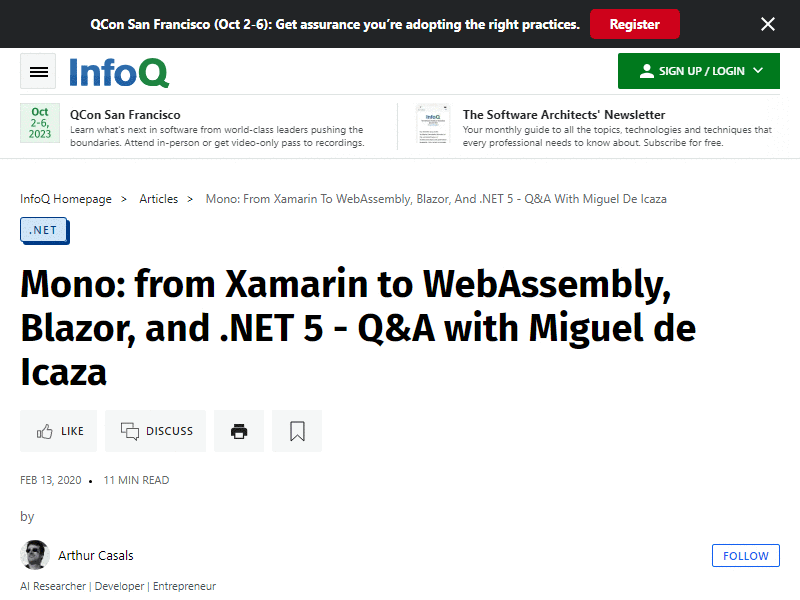 QCon San Francisco (Oct 2-6): Get assurance you're adopting the right practices.
Register
InfoQ
SIGN UP / LOGIN
Oct
2-6,
2023
QCon San Francisco
Learn what's next in software from world-class leaders pushing the
boundaries. Attend in-person or get video-only pass to recordings.
InfoQ
The Software Architects' Newsletter
Your monthly guide to all the topics, technologies and techniques that
every professional needs to know about. Subscribe for free.
InfoQ Homepage > Articles > Mono: From Xamarin To WebAssembly, Blazor, And .NET 5 - Q&A With Miguel De Icaza
.NET
Mono: from Xamarin to WebAssembly,
Blazor, and .NET 5 - Q&A with Miguel de
Icaza
LIKE
DISCUSS
FEB 13, 2020 • 11 MIN READ
by
Arthur Casals
FOLLOW
AI Researcher | Developer | Entrepreneur